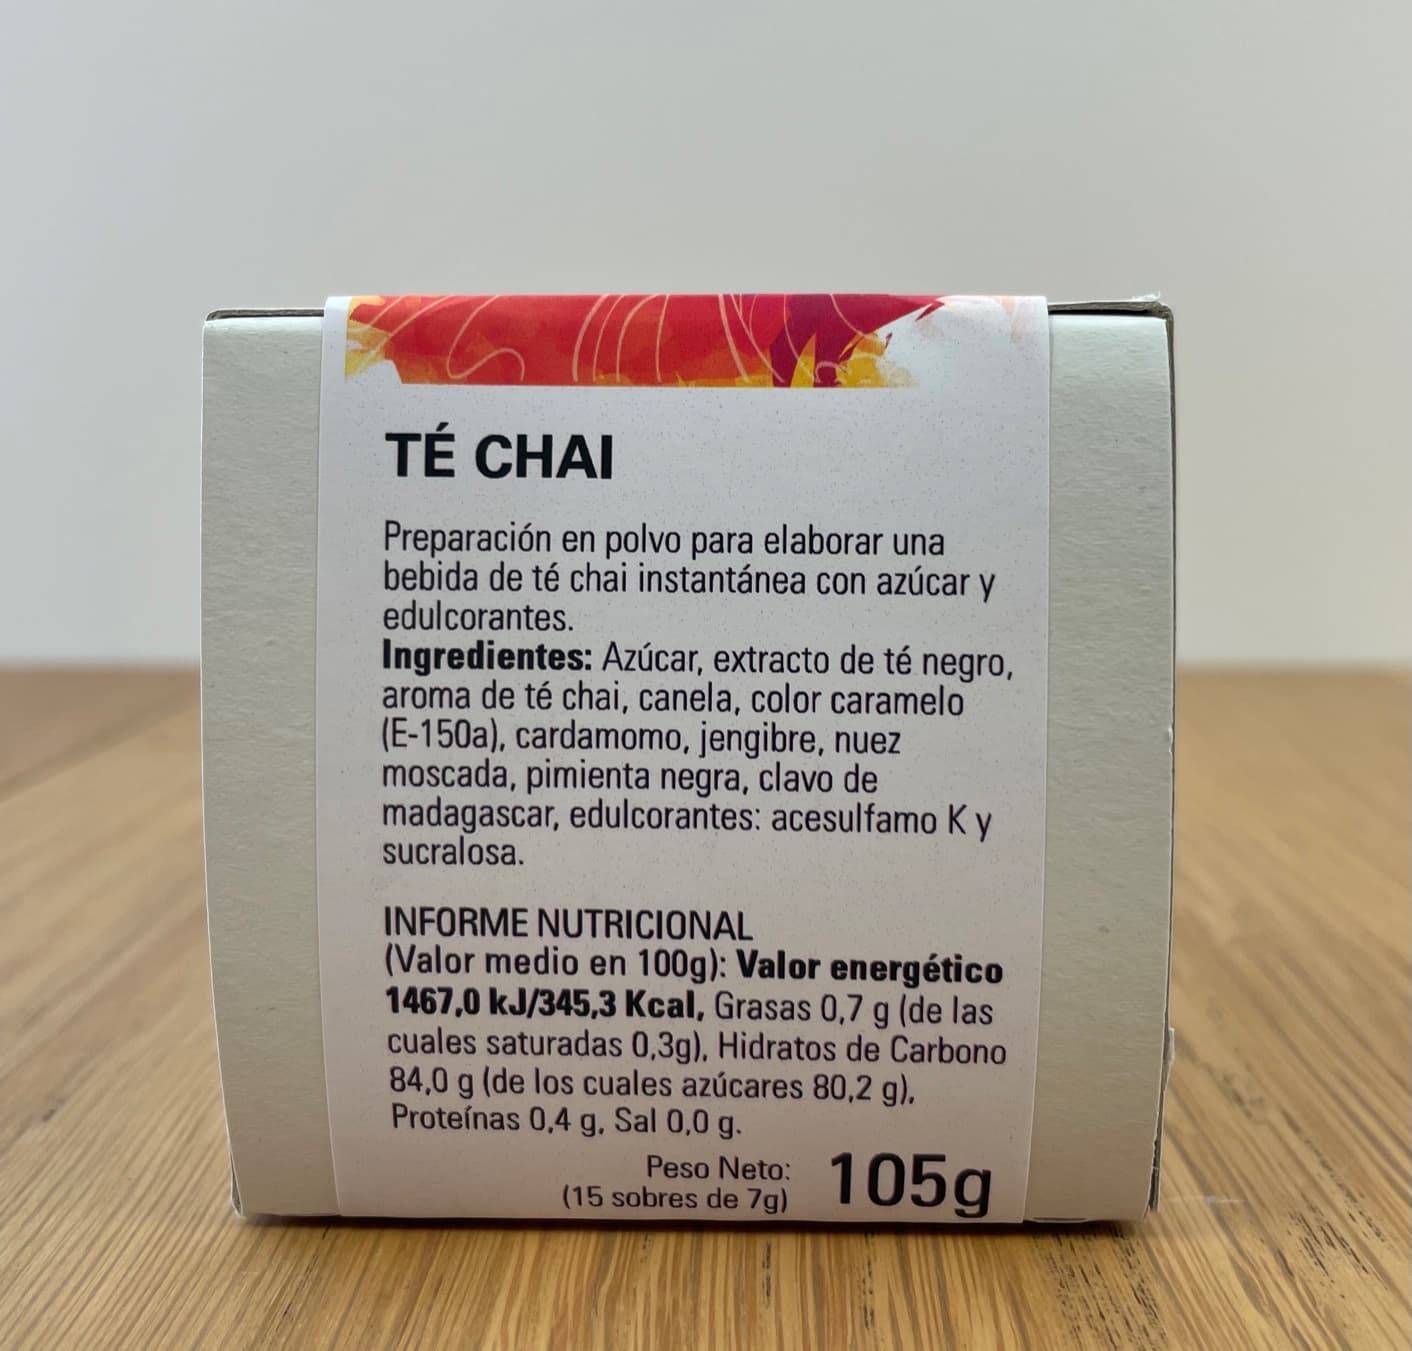 TÉ CHAI
Preparación en polvo para elaborar una
bebida de té chai instantánea con azúcar y
edulcorantes.
Ingredientes: Azúcar, extracto de té negro,
aroma de té chai, canela, color caramelo
(E-150a), cardamomo, jengibre, nuez
moscada, pimienta negra, clavo de
madagascar, edulcorantes: acesulfamo K y
sucralosa.
INFORME NUTRICIONAL
(Valor medio en 100g): Valor energético
1467,0 kJ/345,3 Kcal, Grasas 0,7 g (de las
cuales saturadas 0,3g), Hidratos de Carbono
84,0 g (de los cuales azúcares 80,2 g),
Proteínas 0,4 g, Sal 0,0 g.
Peso Neto: 105g
(15 sobres de 7g)